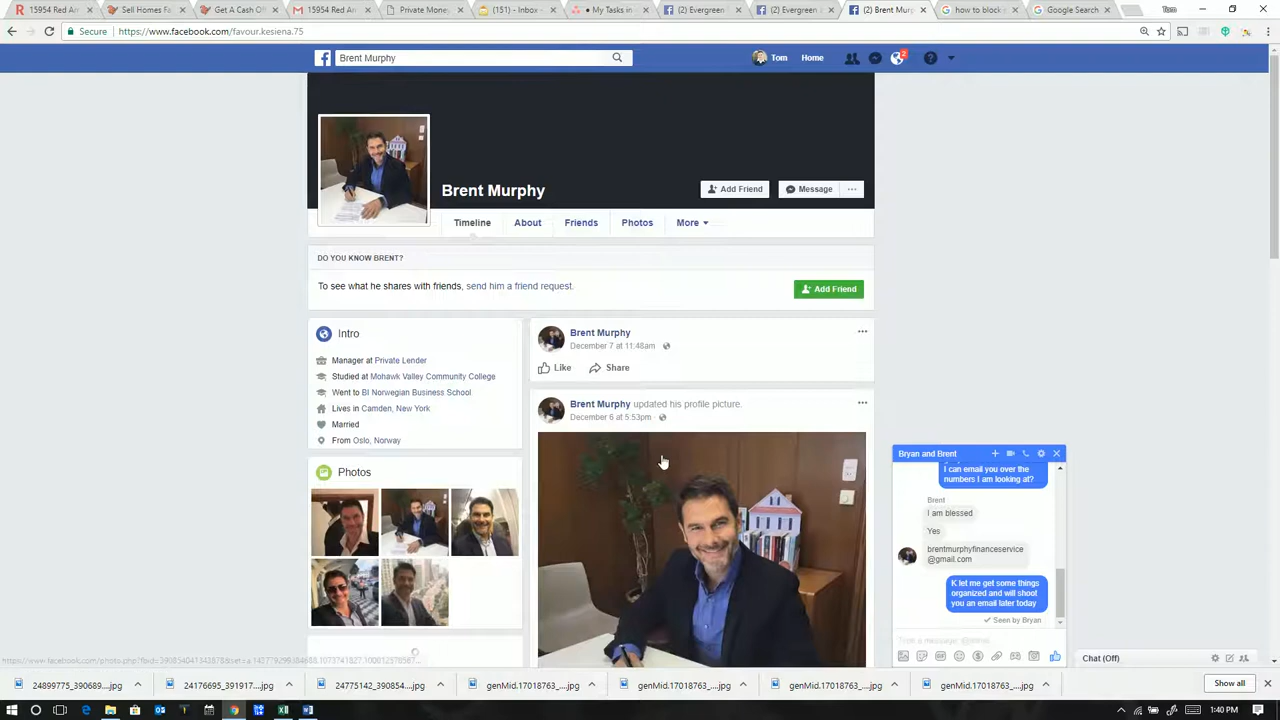 15954 Red Arr
Sell Homes Fa
Get A Cash Of
15954 Red Arr
Private Money
(151) - Inbox -
• My Tasks in
(2) Evergreen
(2) Evergreen
(2) Brent Murp
how to block s
Google Search
Tom
Secure
https://www.facebook.com/favour.kesiena.75
Brent Murphy
Tom
Home
2
Brent Murphy
Add Friend
Message
Timeline
About
Friends
Photos
More
DO YOU KNOW BRENT?
To see what he shares with friends, send him a friend request.
Add Friend
Intro
Manager at Private Lender
Studied at Mohawk Valley Community College
Went to BI Norwegian Business School
Lives in Camden, New York
Married
From Oslo, Norway
Photos
Brent Murphy
December 7 at 11:48am
Like
Share
Brent Murphy updated his profile picture.
December 6 at 5:53pm
Bryan and Brent
I can email you over the
numbers I am looking at?
Brent
I am blessed
Yes
brentmurphyfinanceservice
@gmail.com
K let me get some things
organized and will shoot
you an email later today
Seen by Bryan
Chat (Off)
24899775_390689....jpg
24176695_391917....jpg
24775142_390854....jpg
genMid.17018763_....jpg
genMid.17018763_....jpg
genMid.17018763_....jpg
genMid.17018763_....jpg
Show all
1:40 PM